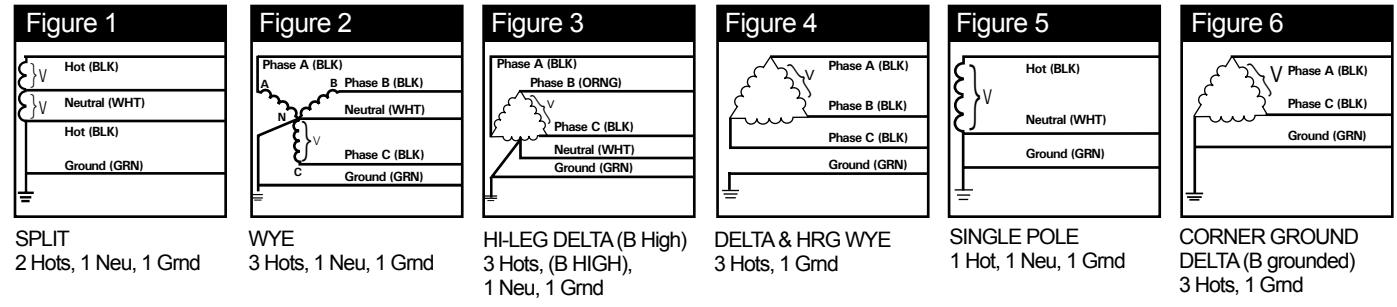 Figure 1
Hot (BLK)
V
Neutral (WHT)
V
Hot (BLK)
Ground (GRN)
SPLIT
2 Hots, 1 Neu, 1 Grnd
Figure 2
Phase A (BLK)
A
B
Phase B (BLK)
N
Neutral (WHT)
V
Phase C (BLK)
C
Ground (GRN)
WYE
3 Hots, 1 Neu, 1 Grnd
Figure 3
Phase A (BLK)
Phase B (ORNG)
V
Phase C (BLK)
Neutral (WHT)
Ground (GRN)
HI-LEG DELTA (B High)
3 Hots, (B HIGH),
1 Neu, 1 Grnd
Figure 4
V
Phase A (BLK)
Phase B (BLK)
Phase C (BLK)
Ground (GRN)
DELTA & HRG WYE
3 Hots, 1 Grnd
Figure 5
Hot (BLK)
V
Neutral (WHT)
Ground (GRN)
SINGLE POLE
1 Hot, 1 Neu, 1 Grnd
Figure 6
V
Phase A (BLK)
Phase C (BLK)
Ground (GRN)
CORNER GROUND
DELTA (B grounded)
3 Hots, 1 Grnd